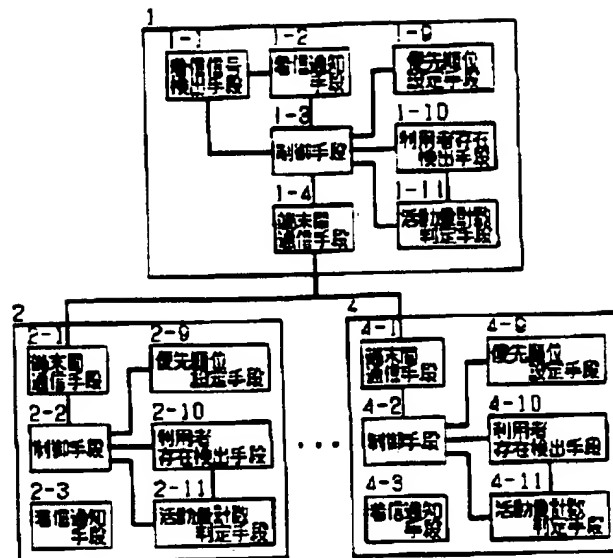 1
1-1
1-2
1-9
着信信号
検出手段
着信通知
手段
優先順位
設定手段
1-3
1-10
制御手段
利用者存在
検出手段
1-4
1-11
端末間
通信手段
活動量計数
判定手段
2
2-1
2-9
端末間
通信手段
優先順位
設定手段
2-2
2-10
制御手段
利用者
存在検出手段
2-3
2-11
着信通知
手段
活動量計数
判定手段
...
4
4-1
4-9
端末間
通信手段
優先順位
設定手段
4-2
4-10
制御手段
利用者
存在検出手段
4-3
4-11
着信通知
手段
活動量計数
判定手段